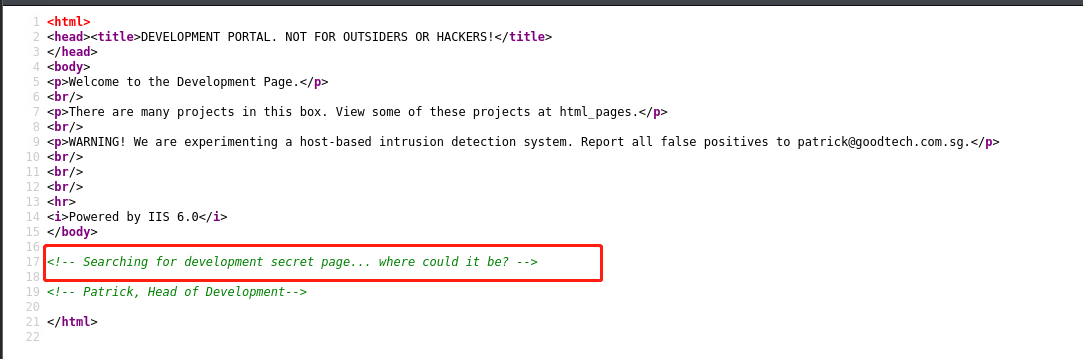 1 <html>
2 <head><title>DEVELOPMENT PORTAL. NOT FOR OUTSIDERS OR HACKERS!</title>
3 </head>
4 <body>
5 <p>Welcome to the Development Page.</p>
6 <br/>
7 <p>There are many projects in this box. View some of these projects at html_pages.</p>
8 <br/>
9 <p>WARNING! We are experimenting a host-based intrusion detection system. Report all false positives to patrick@goodtech.com.sg.</p>
10 <br/>
11 <br/>
12 <br/>
13 <hr>
14 <i>Powered by IIS 6.0</i>
15 </body>
16
17 <!-- Searching for development secret page... where could it be? -->
18
19 <!-- Patrick, Head of Development-->
20
21 </html>
22